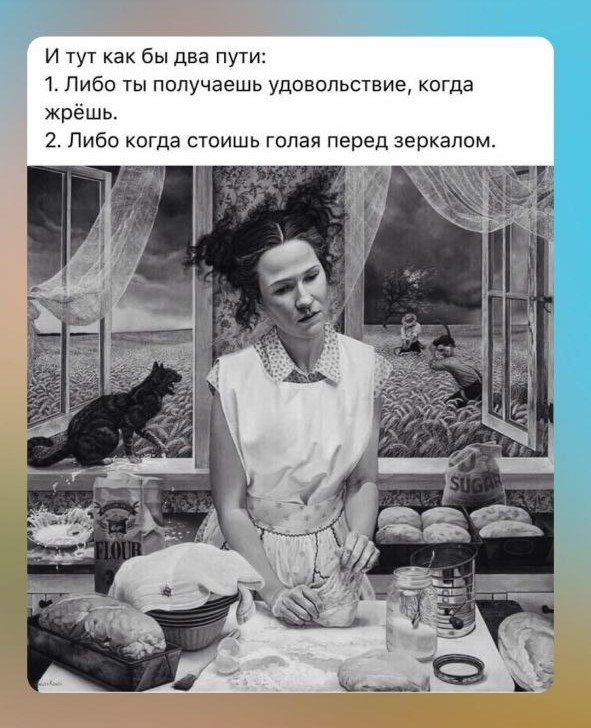 И тут как бы два пути:
1. Либо ты получаешь удовольствие, когда
жрёшь.
2. Либо когда стоишь голая перед зеркалом.
SUGAR
FLOUR